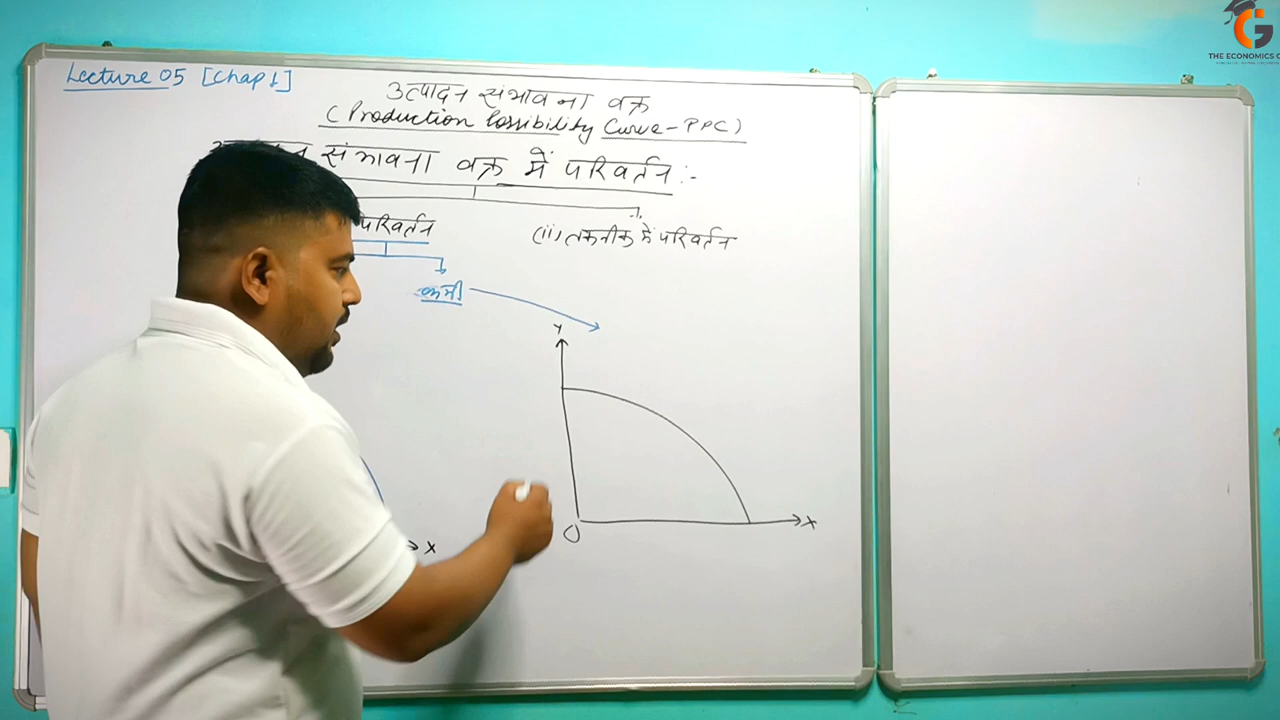 THE ECONOMICS
Lecture 05 [Chap 1]
उत्पादन संभावना वक्र
(Production Possibility Curve-PPC)
संभावना वक्र में परिवर्तन :-
परिवर्तन
(ii) तकनीक में परिवर्तन
कमी
Y
X
O
X